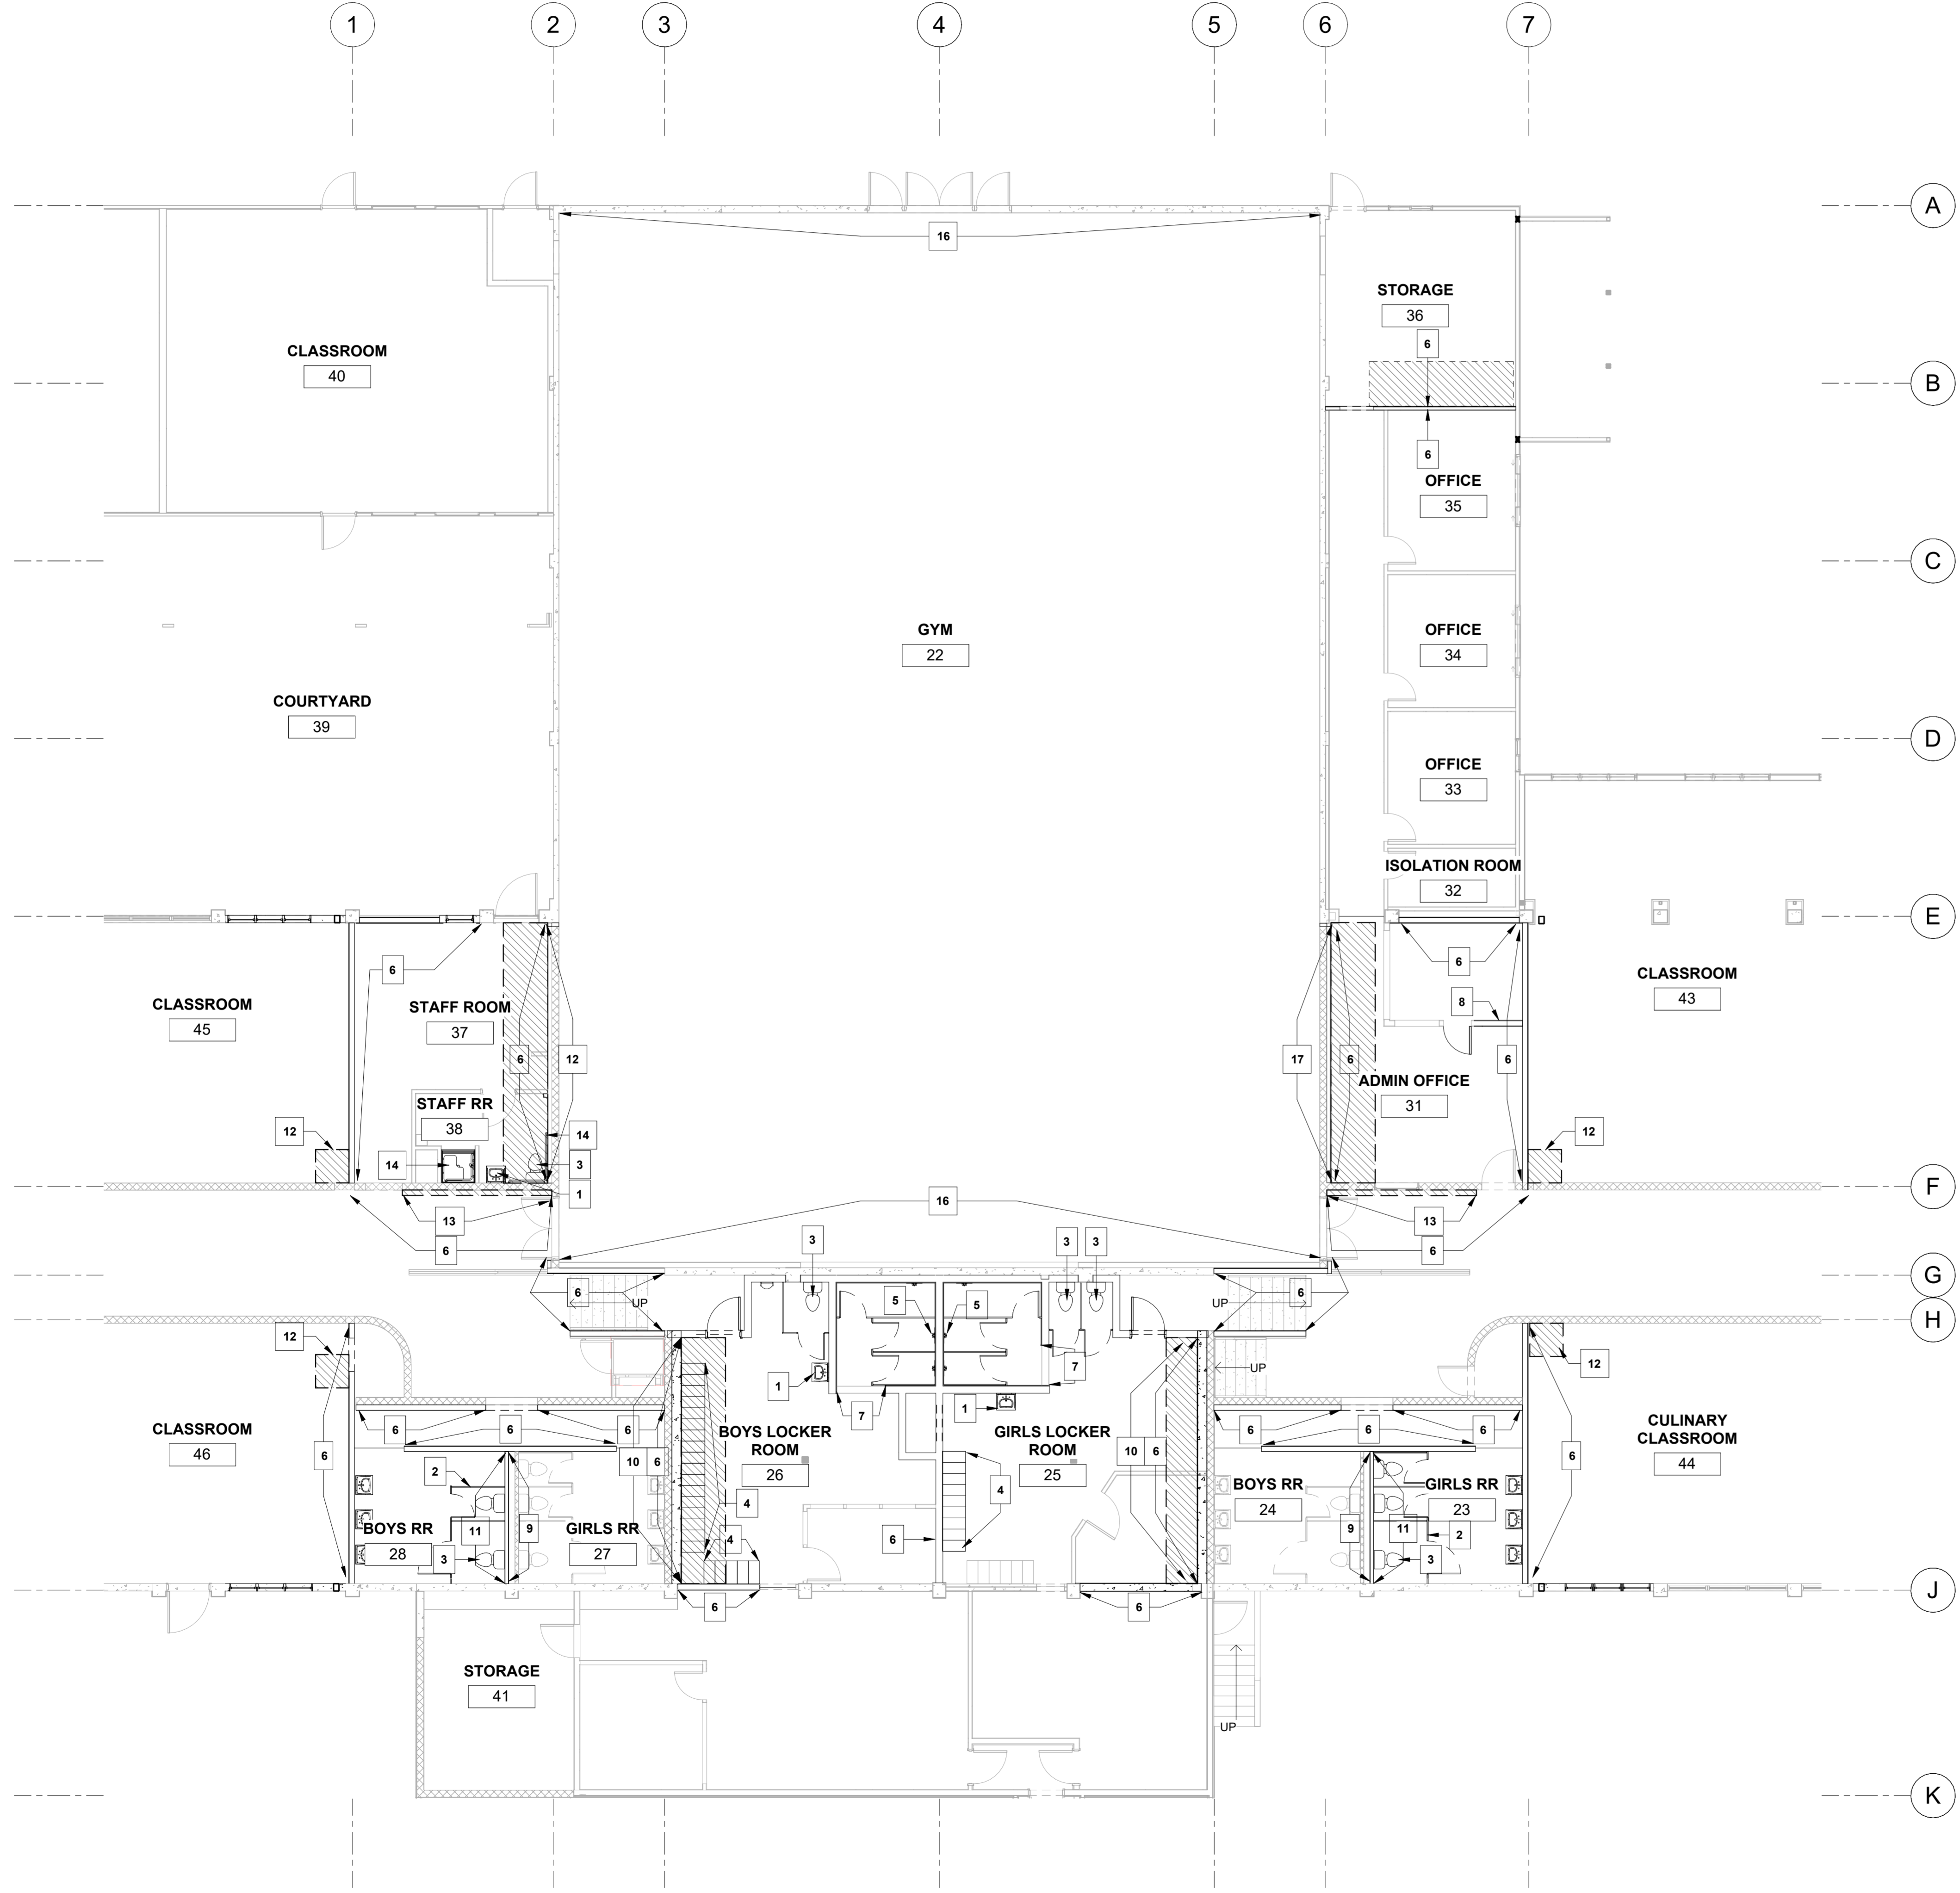 1 2 3 4 5 6 7
A
16
STORAGE
36
6
CLASSROOM
40
B
6
OFFICE
35
C
GYM
22
OFFICE
34
COURTYARD
39
D
OFFICE
33
ISOLATION ROOM
32
E
6
6
CLASSROOM
45
STAFF ROOM
37
8
CLASSROOM
43
6
12
17
6
6
ADMIN OFFICE
31
STAFF RR
38
12
14
12
14
3
1
F
16
13
13
6
6
3
3
3
G
6
UP
5
5
UP
6
H
12
7
UP
12
1
7
1
6
6
6
6
6
6
CLASSROOM
46
BOYS LOCKER
ROOM
26
GIRLS LOCKER
ROOM
25
CULINARY
CLASSROOM
44
6
10
6
10
6
6
2
4
4
BOYS RR
24
GIRLS RR
23
BOYS RR
28
11
9
GIRLS RR
27
4
6
9
11
2
3
3
J
6
6
STORAGE
41
UP
K